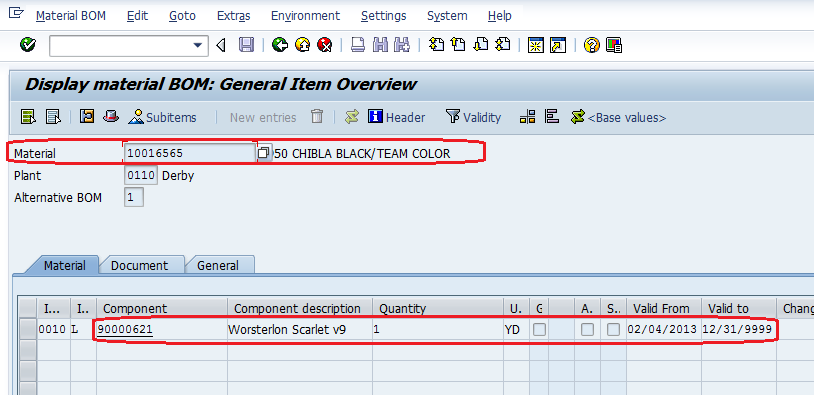 Material BOM Edit Goto Extras Environment Settings System Help
Display material BOM: General Item Overview
Subitems New entries Header Validity <Base values>
Material 10016565 50 CHIBLA BLACK/TEAM COLOR
Plant 0110 Derby
Alternative BOM 1
Material Document General
I... I.. Component Component description Quantity U. G A. S.. Valid From Valid to Chang
0010 L 90000621 Worsterlon Scarlet v9 1 YD 02/04/2013 12/31/9999